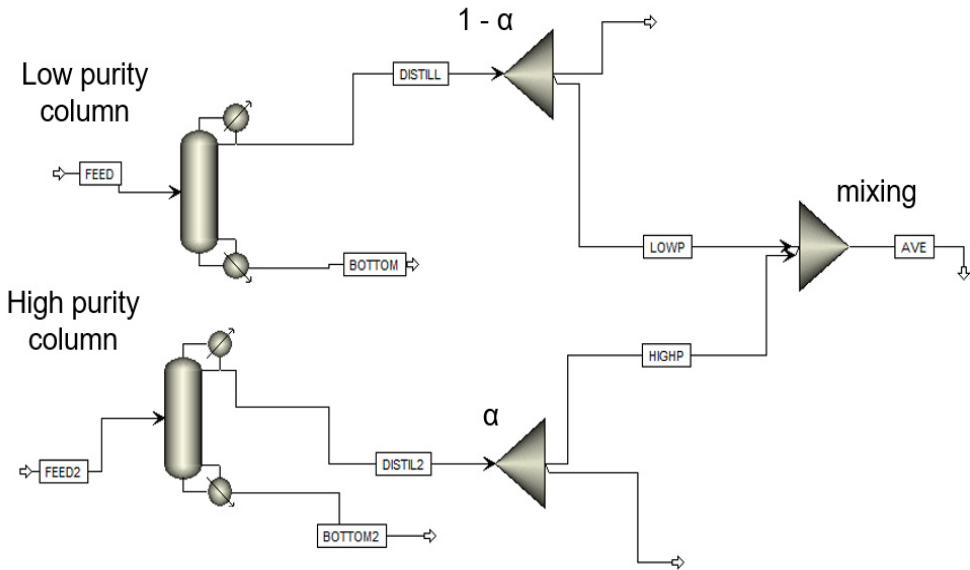 1 - α
Low purity
column
DISTILL
FEED
mixing
LOWP
AVE
BOTTOM
High purity
column
HIGHP
α
FEED2
DISTIL2
BOTTOM2